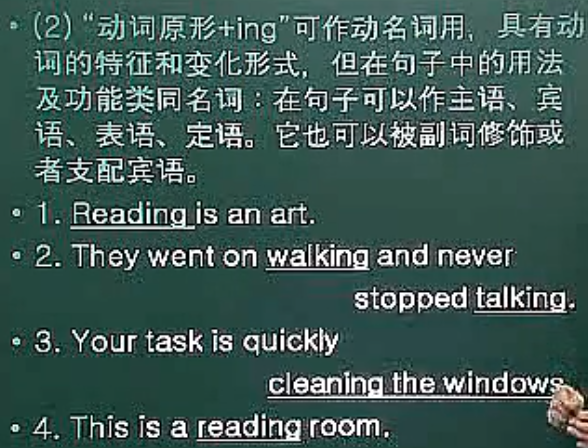 • (2) “动词原形+ing”可作动名词用，具有动
词的特征和变化形式，但在句子中的用法
及功能类同名词：在句子可以作主语、宾
语、表语、定语。它也可以被副词修饰或
者支配宾语。
• 1. Reading is an art.
• 2. They went on walking and never
stopped talking.
• 3. Your task is quickly
cleaning the windows
• 4. This is a reading room.